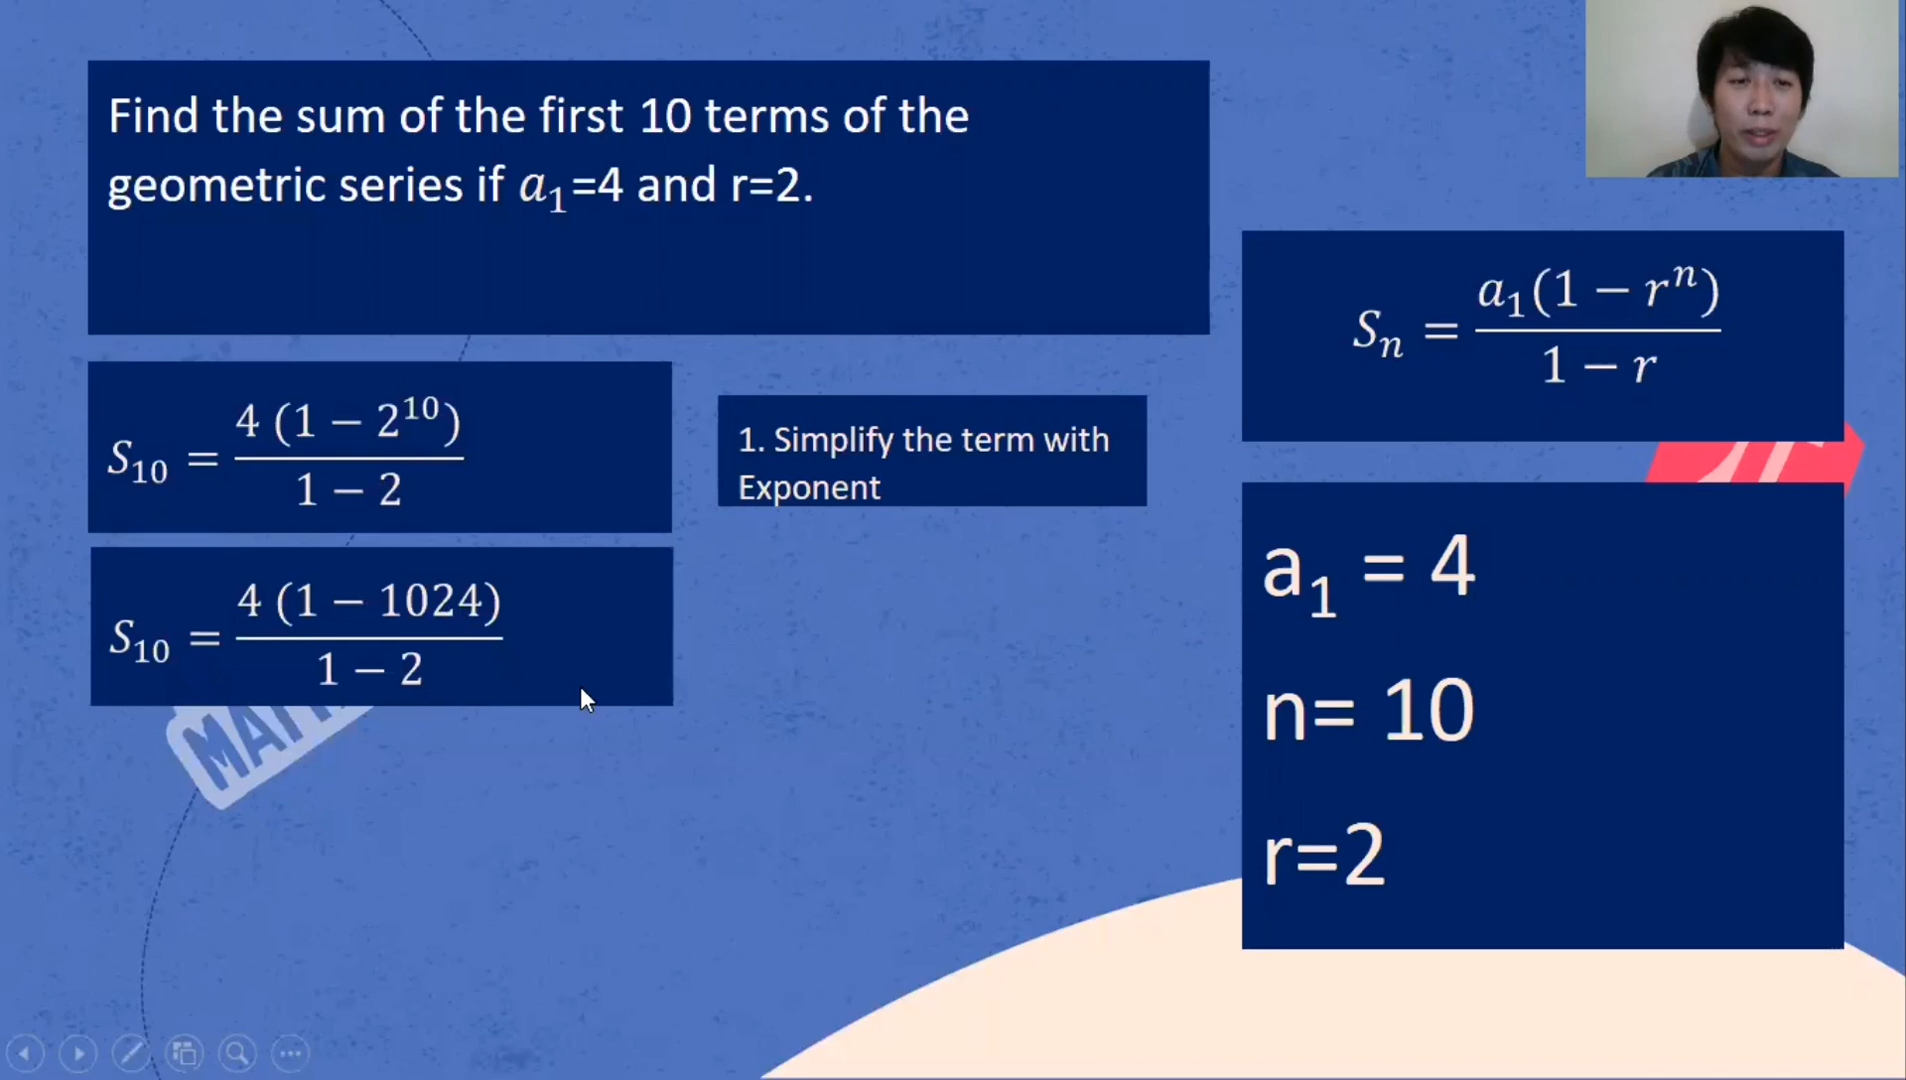 Find the sum of the first 10 terms of the
geometric series if a₁=4 and r=2.
Sₙ = a₁(1 − rⁿ) / 1 − r
S₁₀ = 4 (1 − 2¹⁰) / 1 − 2
1. Simplify the term with
Exponent
S₁₀ = 4 (1 − 1024) / 1 − 2
a₁ = 4
n= 10
r=2